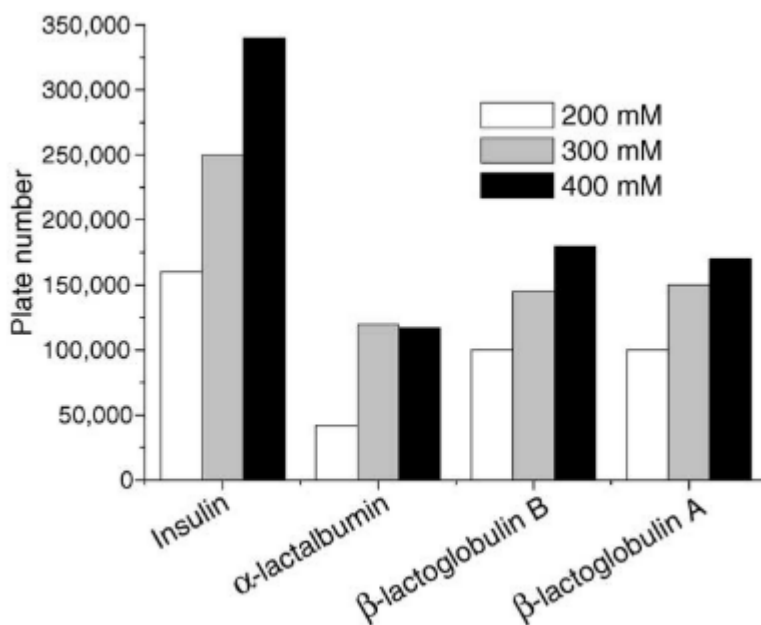 350,000
300,000
250,000
200,000
150,000
100,000
50,000
0
Plate number
200 mM
300 mM
400 mM
Insulin
α-lactalbumin
β-lactoglobulin B
β-lactoglobulin A